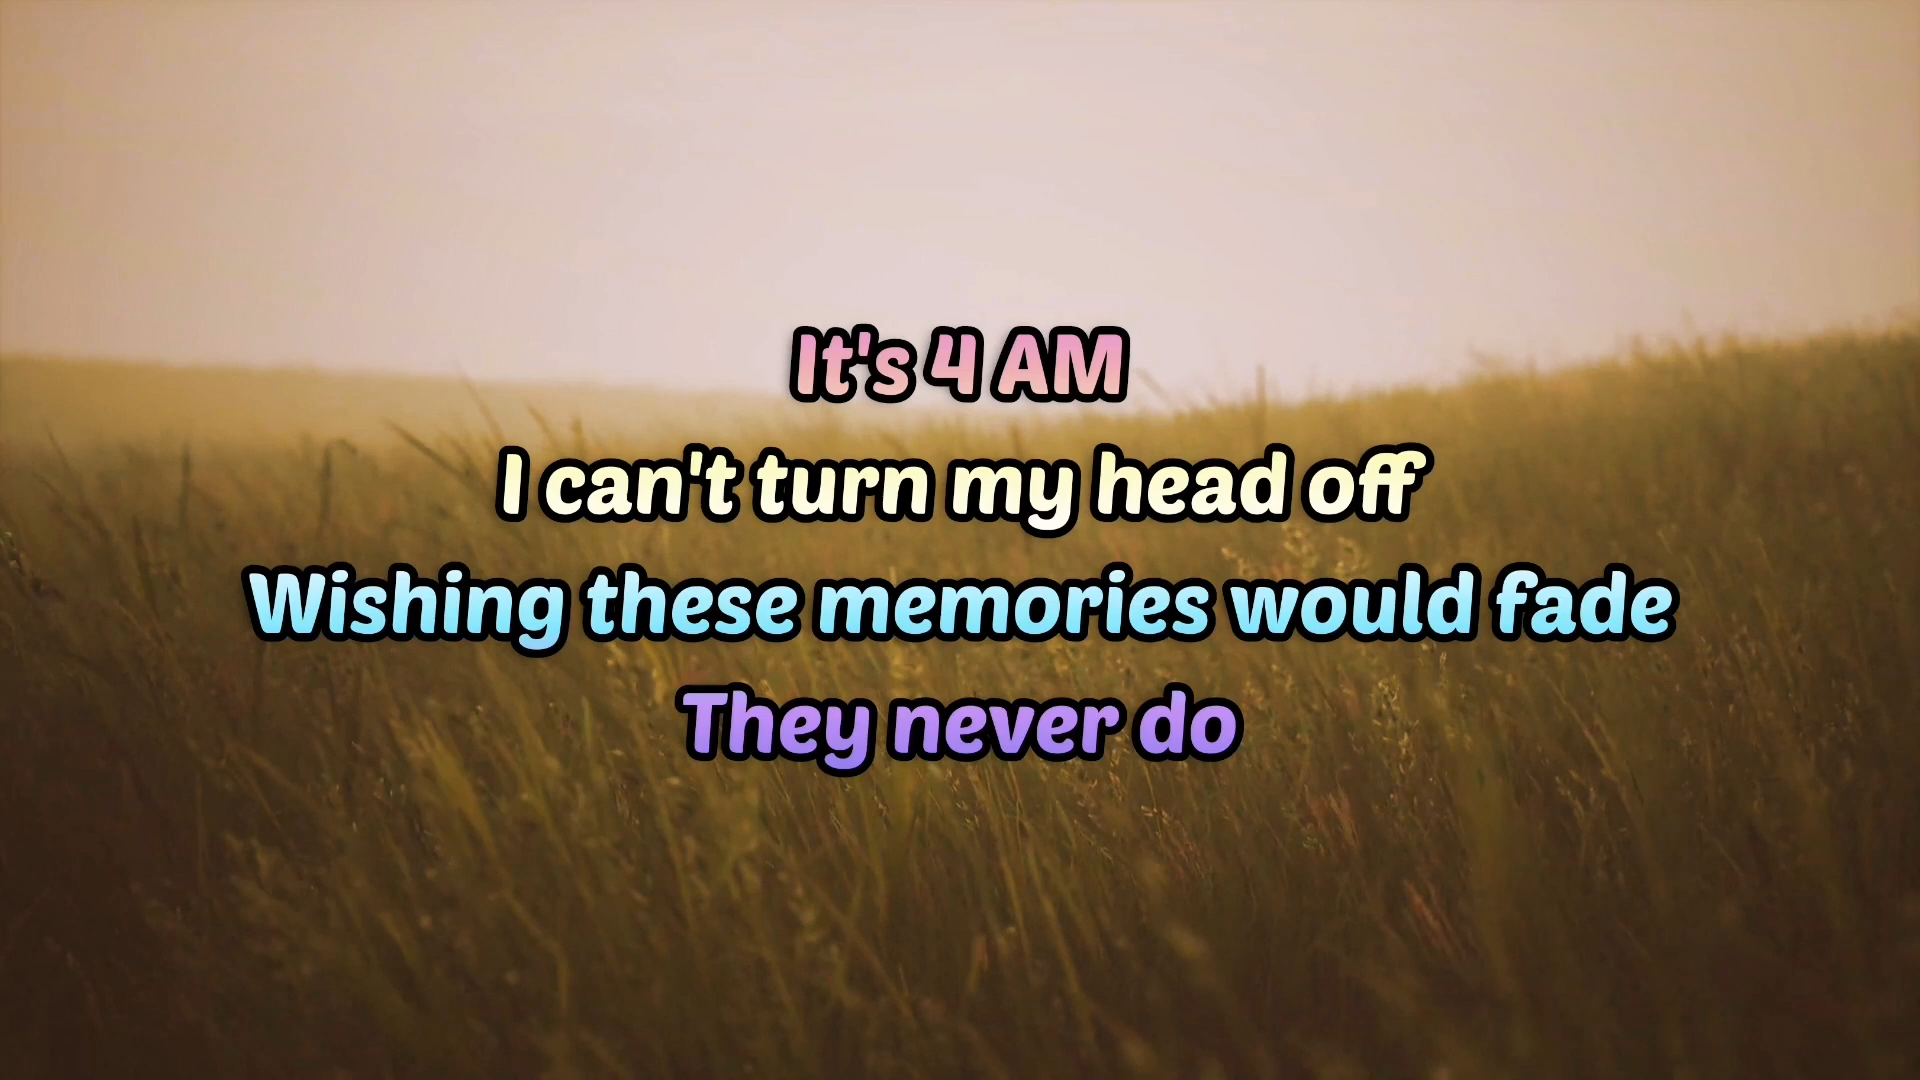 It's 4 AM
I can't turn my head off
Wishing these memories would fade
They never do